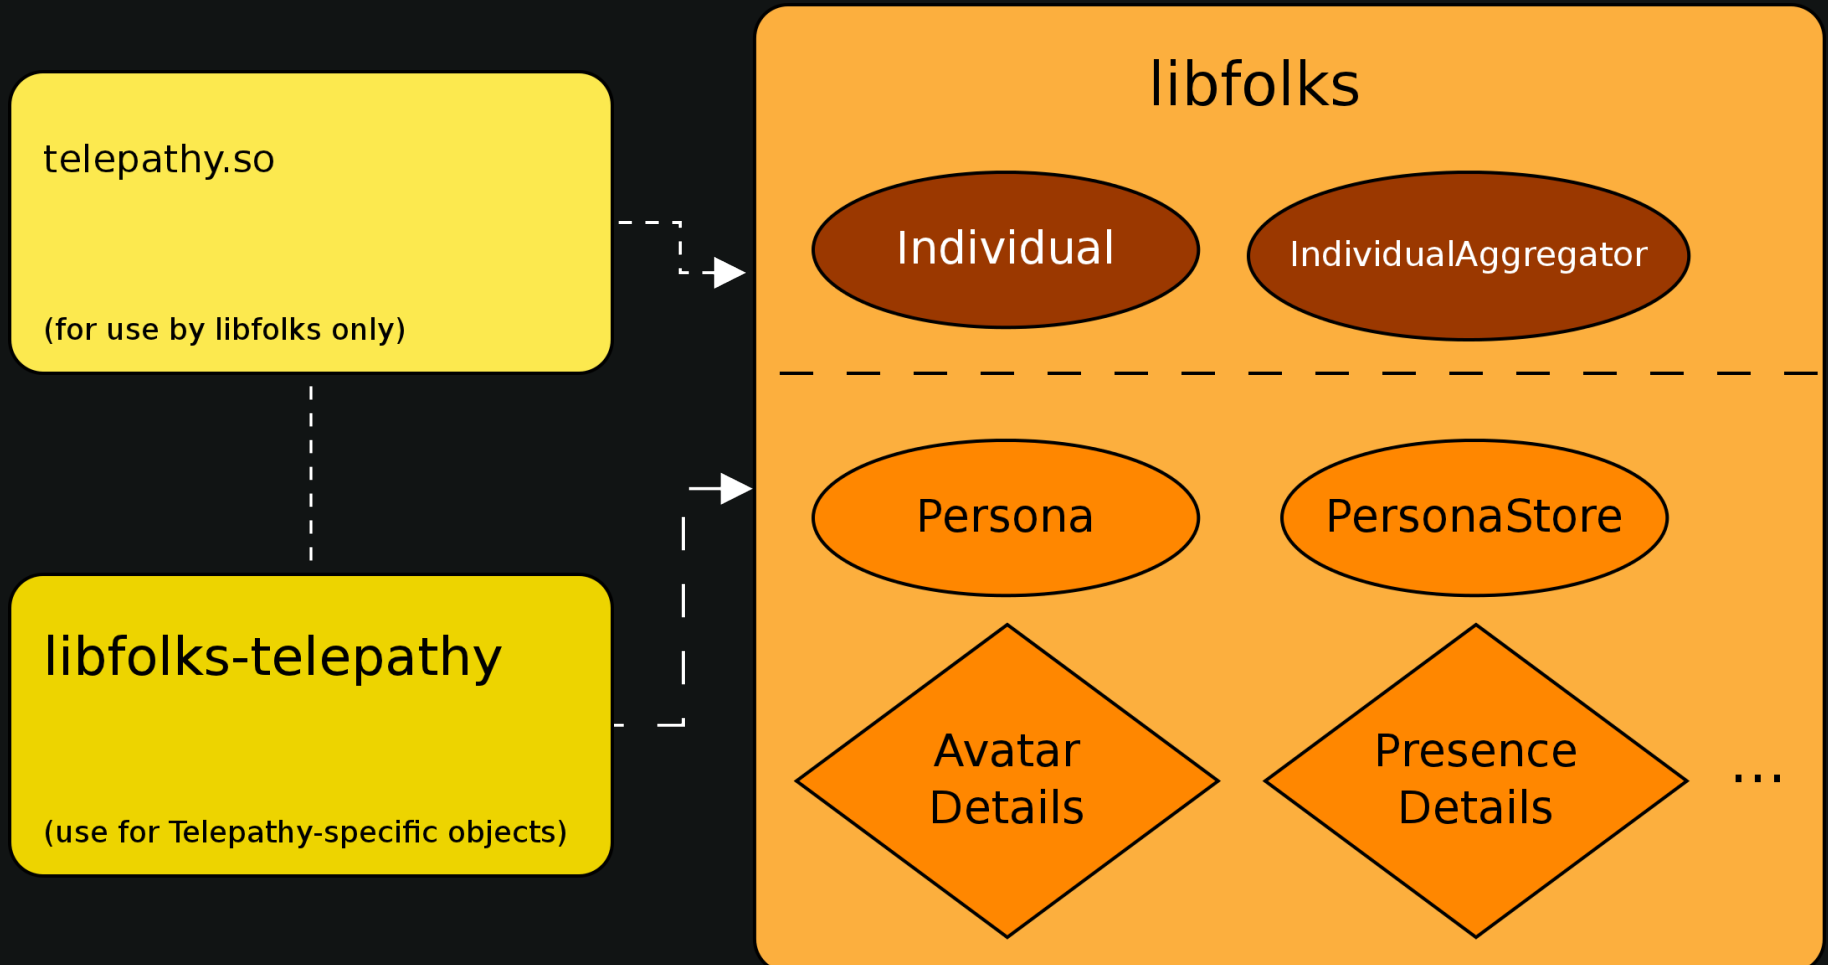 telepathy.so
(for use by libfolks only)
libfolks-telepathy
(use for Telepathy-specific objects)
libfolks
Individual
IndividualAggregator
Persona
PersonaStore
Avatar
Details
Presence
Details
...